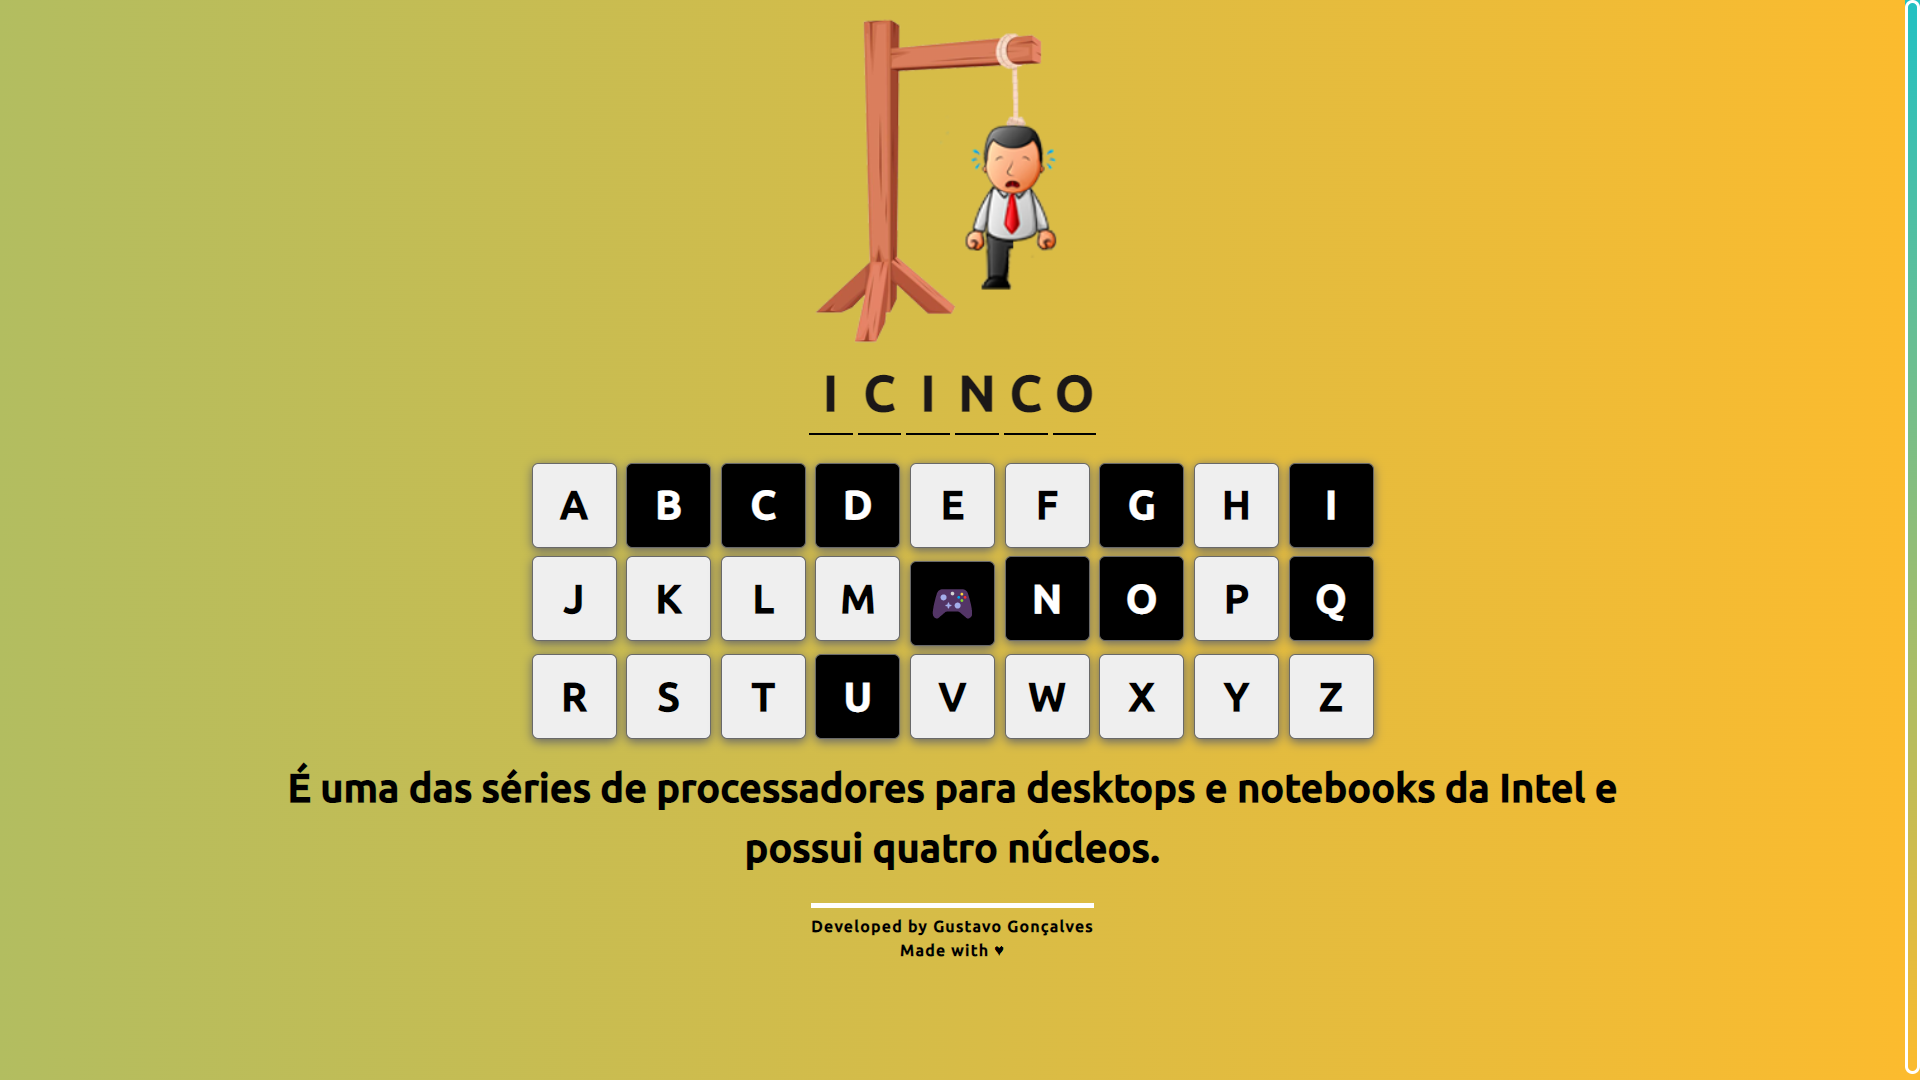 I C I N C O
A B C D E F G H I
J K L M N O P Q
R S T U V W X Y Z
É uma das séries de processadores para desktops e notebooks da Intel e
possui quatro núcleos.
Developed by Gustavo Gonçalves
Made with ♥